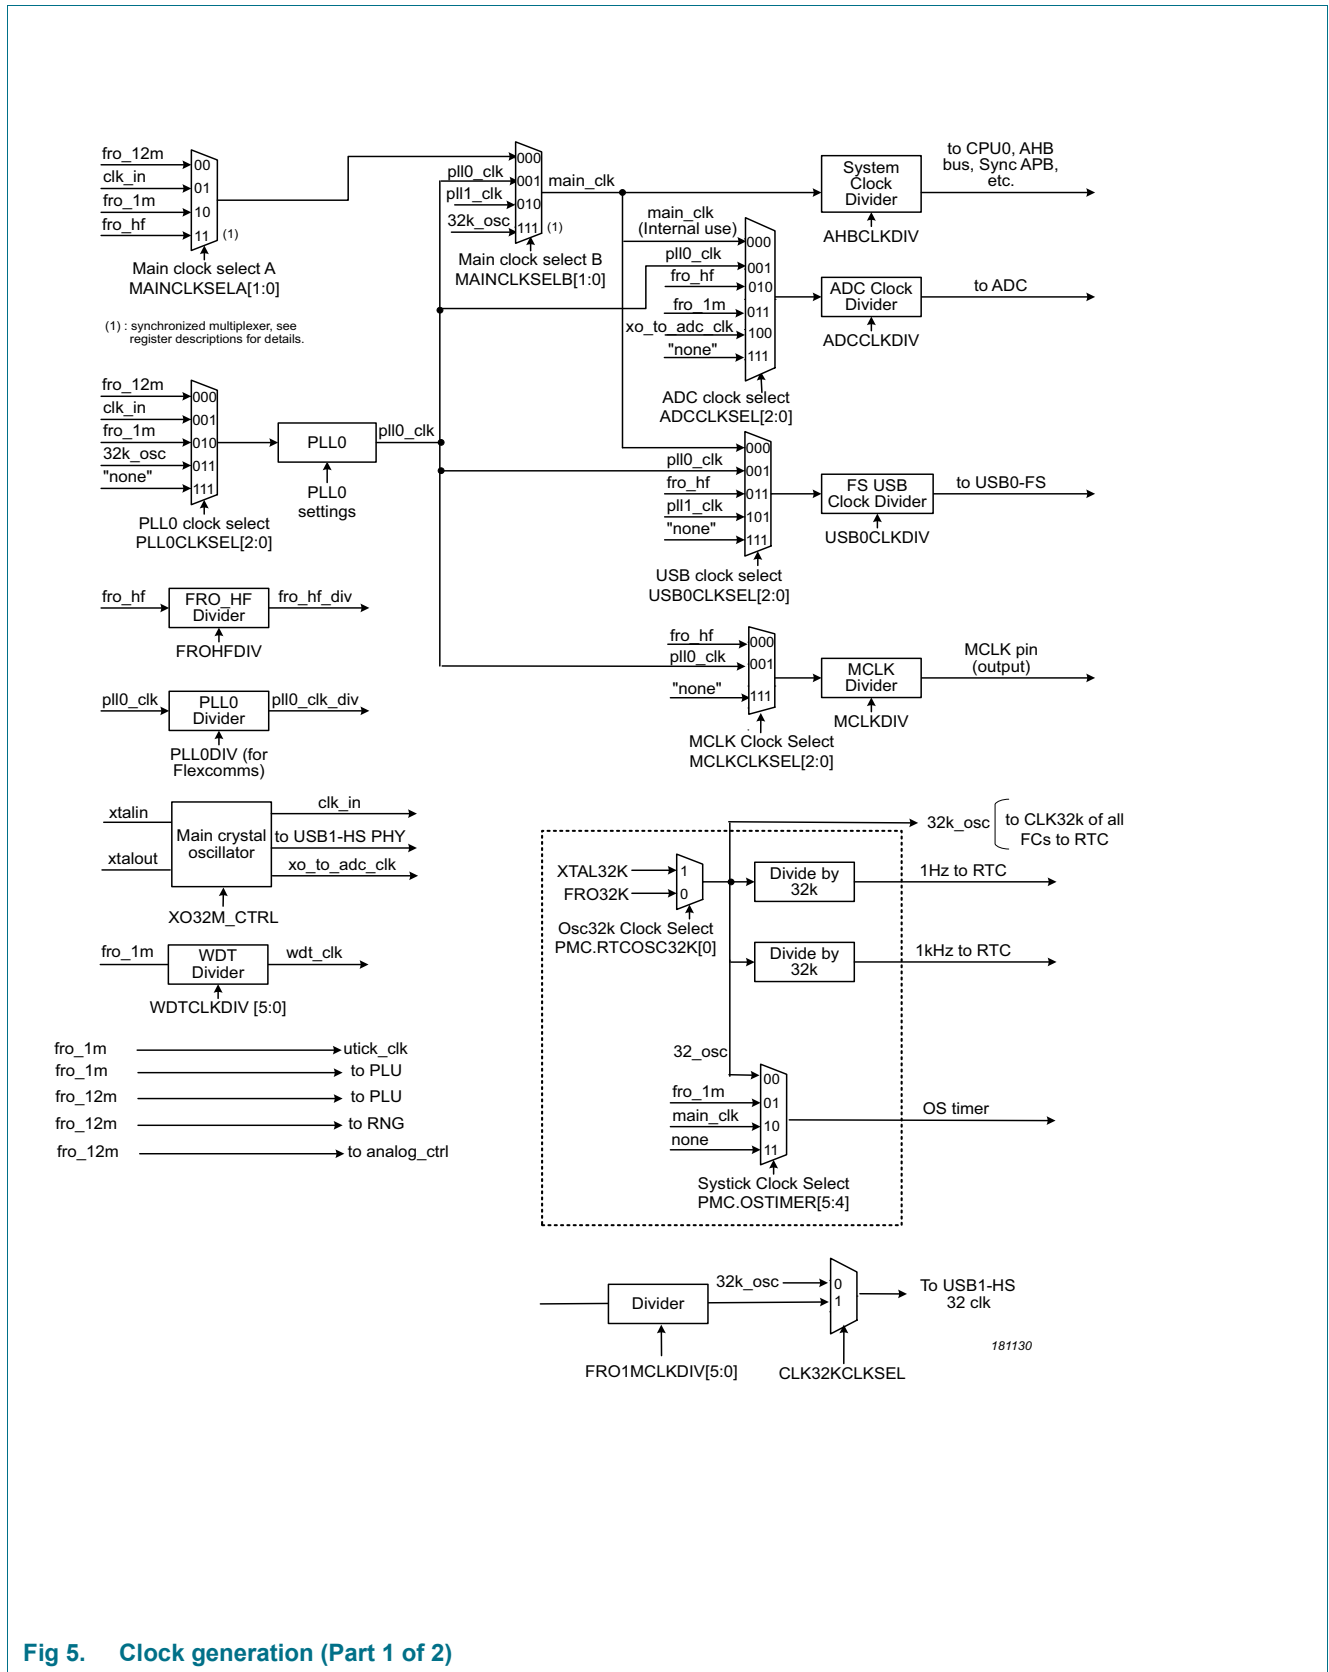 fro_12m
clk_in
fro_1m
fro_hf
00
01
10
11
(1)
Main clock select A
MAINCLKSELA[1:0]
(1) : synchronized multiplexer, see
register descriptions for details.
pll0_clk
pll1_clk
32k_osc
000
001
010
111
(1)
Main clock select B
MAINCLKSELB[1:0]
main_clk
System
Clock
Divider
AHBCLKDIV
to CPU0, AHB
bus, Sync APB,
etc.
main_clk
(Internal use)
pll0_clk
fro_hf
fro_1m
xo_to_adc_clk
"none"
000
001
010
011
100
111
ADC clock select
ADCCLKSEL[2:0]
ADC Clock
Divider
ADCCLKDIV
to ADC
fro_12m
clk_in
fro_1m
32k_osc
"none"
000
001
010
011
111
PLL0 clock select
PLL0CLKSEL[2:0]
PLL0
PLL0
settings
pll0_clk
pll0_clk
fro_hf
pll1_clk
"none"
000
001
011
101
111
USB clock select
USB0CLKSEL[2:0]
FS USB
Clock Divider
USB0CLKDIV
to USB0-FS
fro_hf
FRO_HF
Divider
fro_hf_div
FROHFDIV
fro_hf
pll0_clk
"none"
000
001
111
MCLK Clock Select
MCLKCLKSEL[2:0]
MCLK
Divider
MCLKDIV
MCLK pin
(output)
pll0_clk
PLL0
Divider
pll0_clk_div
PLL0DIV (for
Flexcomms)
xtalin
xtalout
Main crystal
oscillator
clk_in
to USB1-HS PHY
xo_to_adc_clk
XO32M_CTRL
fro_1m
WDT
Divider
wdt_clk
WDTCLKDIV [5:0]
fro_1m
utick_clk
fro_1m
to PLU
fro_12m
to PLU
fro_12m
to RNG
fro_12m
to analog_ctrl
32k_osc
to CLK32k of all
FCs to RTC
XTAL32K
FRO32K
1
0
Osc32k Clock Select
PMC.RTCOSC32K[0]
Divide by
32k
1Hz to RTC
Divide by
32k
1kHz to RTC
32_osc
fro_1m
main_clk
none
00
01
10
11
Systick Clock Select
PMC.OSTIMER[5:4]
OS timer
Divider
FRO1MCLKDIV[5:0]
32k_osc
0
1
CLK32KCLKSEL
To USB1-HS
32 clk
181130
Fig 5. Clock generation (Part 1 of 2)